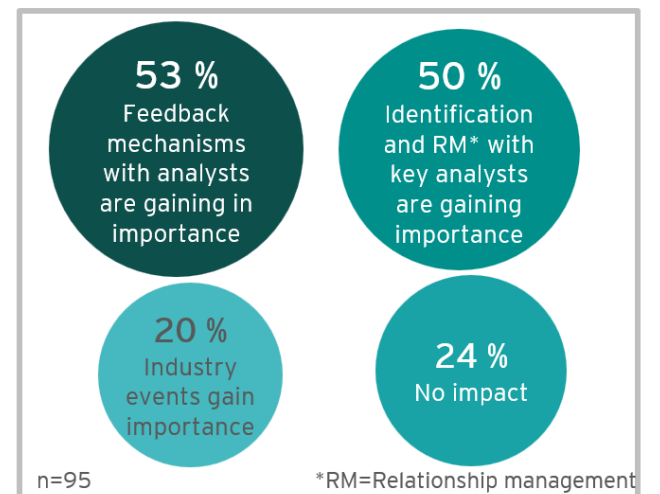 53 %
Feedback
mechanisms
with analysts
are gaining in
importance
50 %
Identification
and RM* with
key analysts
are gaining
importance
20 %
Industry
events gain
importance
24 %
No impact
n=95
*RM=Relationship management